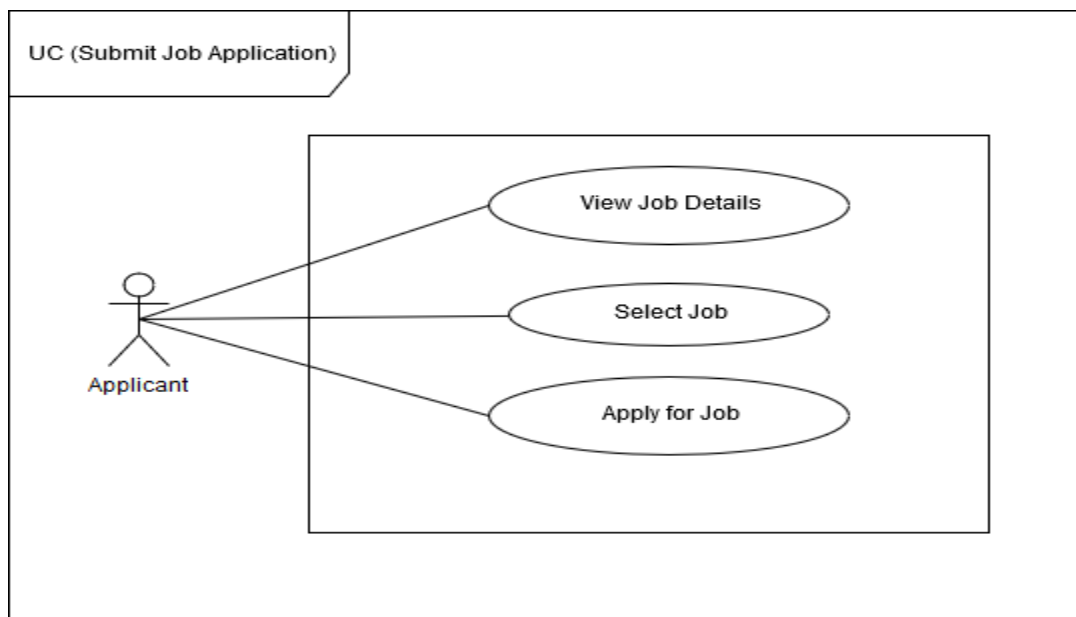 UC (Submit Job Application)
View Job Details
Select Job
Applicant
Apply for Job